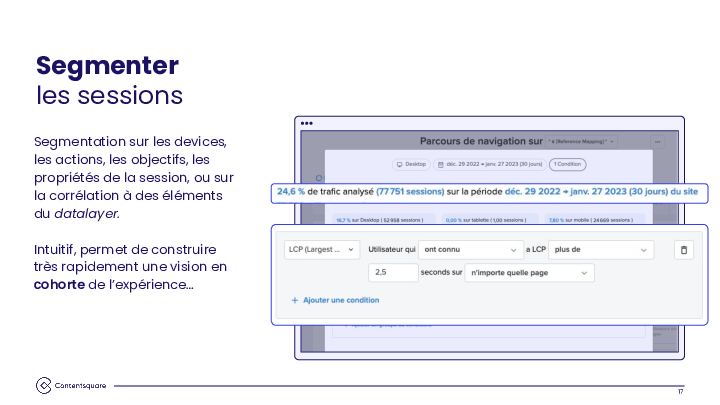 Segmenter
les sessions
Segmentation sur les devices,
les actions, les objectifs, les
propriétés de la session, ou sur
la corrélation à des éléments
du datalayer.
Intuitif, permet de construire
très rapidement une vision en
cohorte de l'expérience...
Parcours de navigation sur [Reference Mapping]
Desktop déc. 29 2022 → janv. 27 2023 (30 jours) 1 Condition
24,6 % de trafic analysé (77 751 sessions) sur la période déc. 29 2022 → janv. 27 2023 (30 jours) du site
16,7 % sur Desktop ( 52 958 sessions ) 0,00 % sur tablette ( 1,00 sessions ) 7,80 % sur mobile ( 24 669 sessions )
LCP (Largest ... Utilisateur qui ont connu a LCP plus de
2,5 seconds sur n'importe quelle page
+ Ajouter une condition
Contentsquare
17